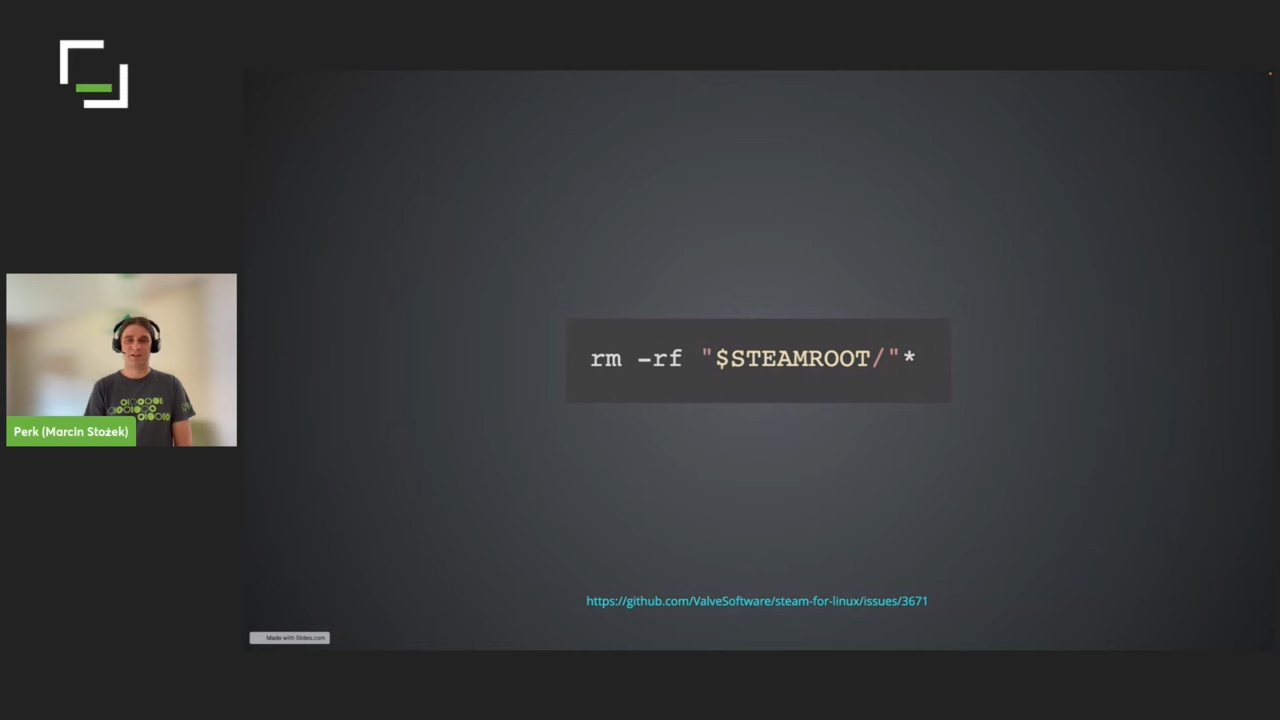 rm -rf "$STEAMROOT/"*
Perk (Marcin Stożek)
https://github.com/ValveSoftware/steam-for-linux/issues/3671
Made with Slides.com